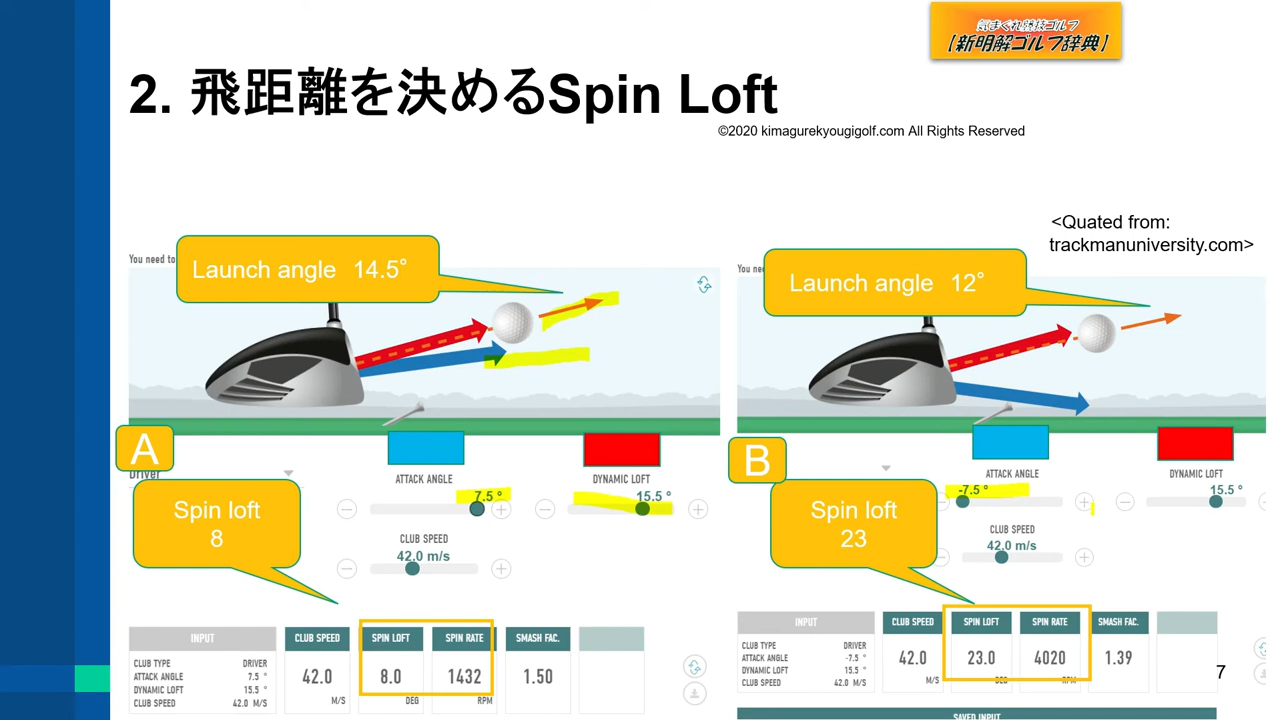 気まぐれ競技ゴルフ
【新明解ゴルフ辞典】
2. 飛距離を決めるSpin Loft
©2020 kimagurekyougigolf.com All Rights Reserved
<Quated from:
trackmanuniversity.com>
You need to
Launch angle 14.5°
A
Driver
ATTACK ANGLE
DYNAMIC LOFT
7.5 °
15.5 °
CLUB SPEED
42.0 m/s
Spin loft
8
INPUT
CLUB SPEED
SPIN LOFT
SPIN RATE
SMASH FAC.
CLUB TYPE DRIVER
ATTACK ANGLE 7.5 °
DYNAMIC LOFT 15.5 °
CLUB SPEED 42.0 M/S
42.0
8.0
1432
1.50
M/S
DEG
RPM
You nee
Launch angle 12°
B
ATTACK ANGLE
DYNAMIC LOFT
-7.5 °
15.5 °
CLUB SPEED
42.0 m/s
Spin loft
23
INPUT
CLUB SPEED
SPIN LOFT
SPIN RATE
SMASH FAC.
CLUB TYPE DRIVER
ATTACK ANGLE -7.5 °
DYNAMIC LOFT 15.5 °
CLUB SPEED 42.0 M/S
42.0
23.0
4020
1.39
M/S
DEG
RPM
7
SAVED INPUT